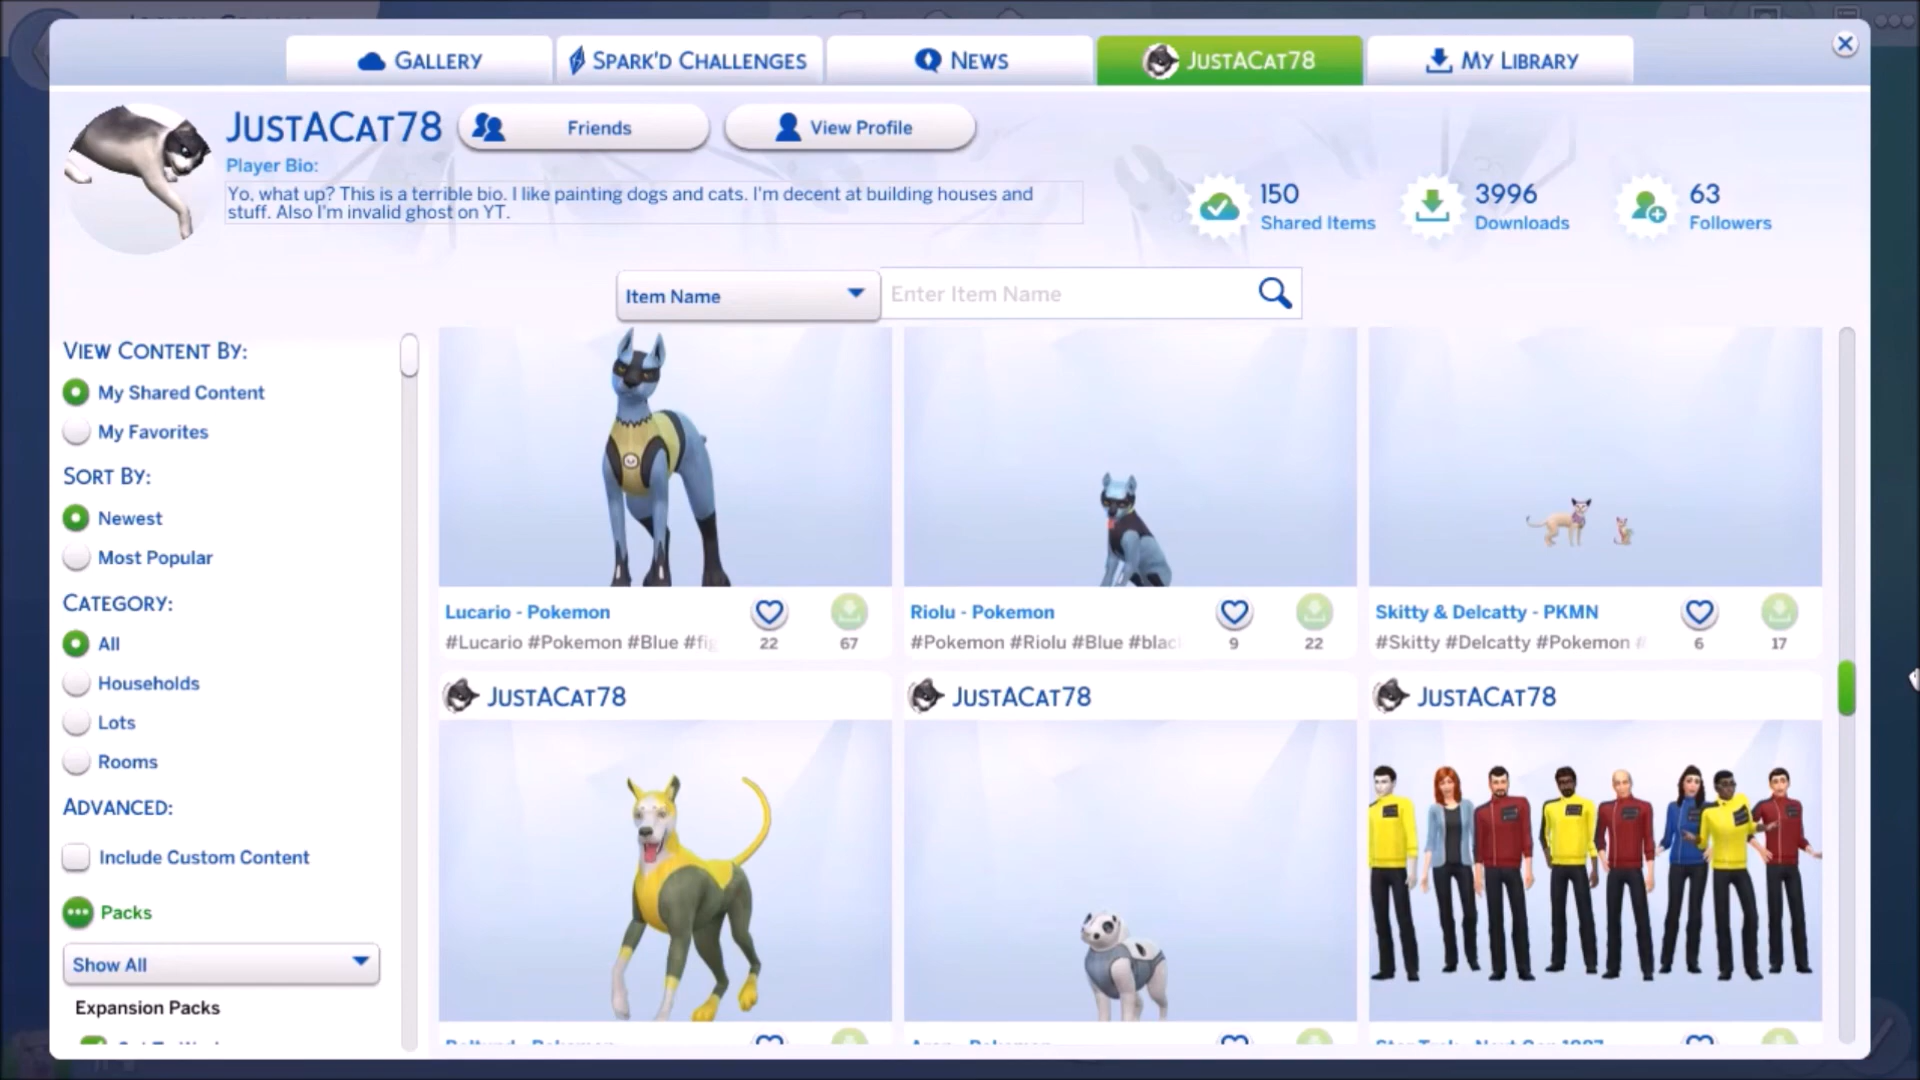 GALLERY
SPARK'D CHALLENGES
NEWS
JUSTACAT78
MY LIBRARY
JUSTACAT78
Friends
View Profile
Player Bio:
Yo, what up? This is a terrible bio. I like painting dogs and cats. I'm decent at building houses and
stuff. Also I'm invalid ghost on YT.
150
Shared Items
3996
Downloads
63
Followers
Item Name
Enter Item Name
VIEW CONTENT BY:
My Shared Content
My Favorites
SORT BY:
Newest
Most Popular
CATEGORY:
All
Households
Lots
Rooms
ADVANCED:
Include Custom Content
Packs
Show All
Expansion Packs
Lucario - Pokemon
#Lucario #Pokemon #Blue #fig
22
67
Riolu - Pokemon
#Pokemon #Riolu #Blue #blac
9
22
Skitty & Delcatty - PKMN
#Skitty #Delcatty #Pokemon #
6
17
JUSTACAT78
JUSTACAT78
JUSTACAT78